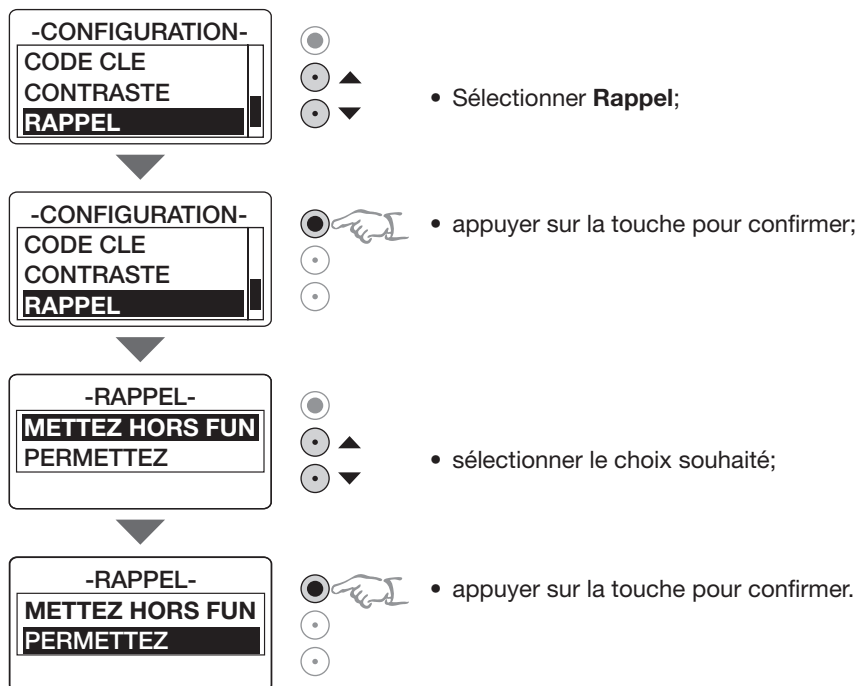 -CONFIGURATION-
CODE CLE
CONTRASTE
RAPPEL
• Sélectionner Rappel;
-CONFIGURATION-
CODE CLE
CONTRASTE
RAPPEL
• appuyer sur la touche pour confirmer;
-RAPPEL-
METTEZ HORS FUN
PERMETTEZ
• sélectionner le choix souhaité;
-RAPPEL-
METTEZ HORS FUN
PERMETTEZ
• appuyer sur la touche pour confirmer.